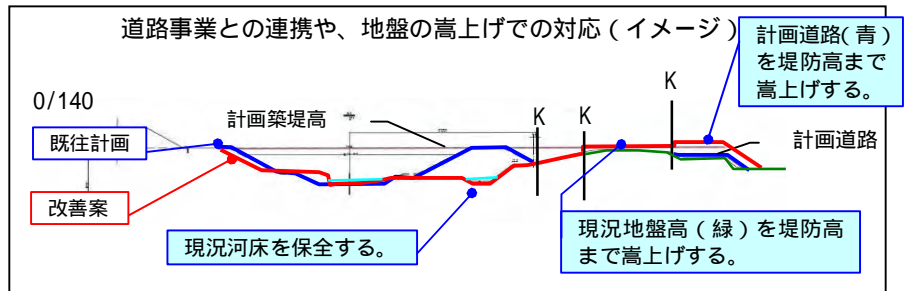 道路事業との連携や、地盤の嵩上げでの対応(イメージ)
計画道路(青)
を堤防高まで
嵩上げする。
0/140
K
K
K
計画築堤高
計画道路
既往計画
改善案
現況河床を保全する。
現況地盤高(緑)を堤防高
まで嵩上げする。